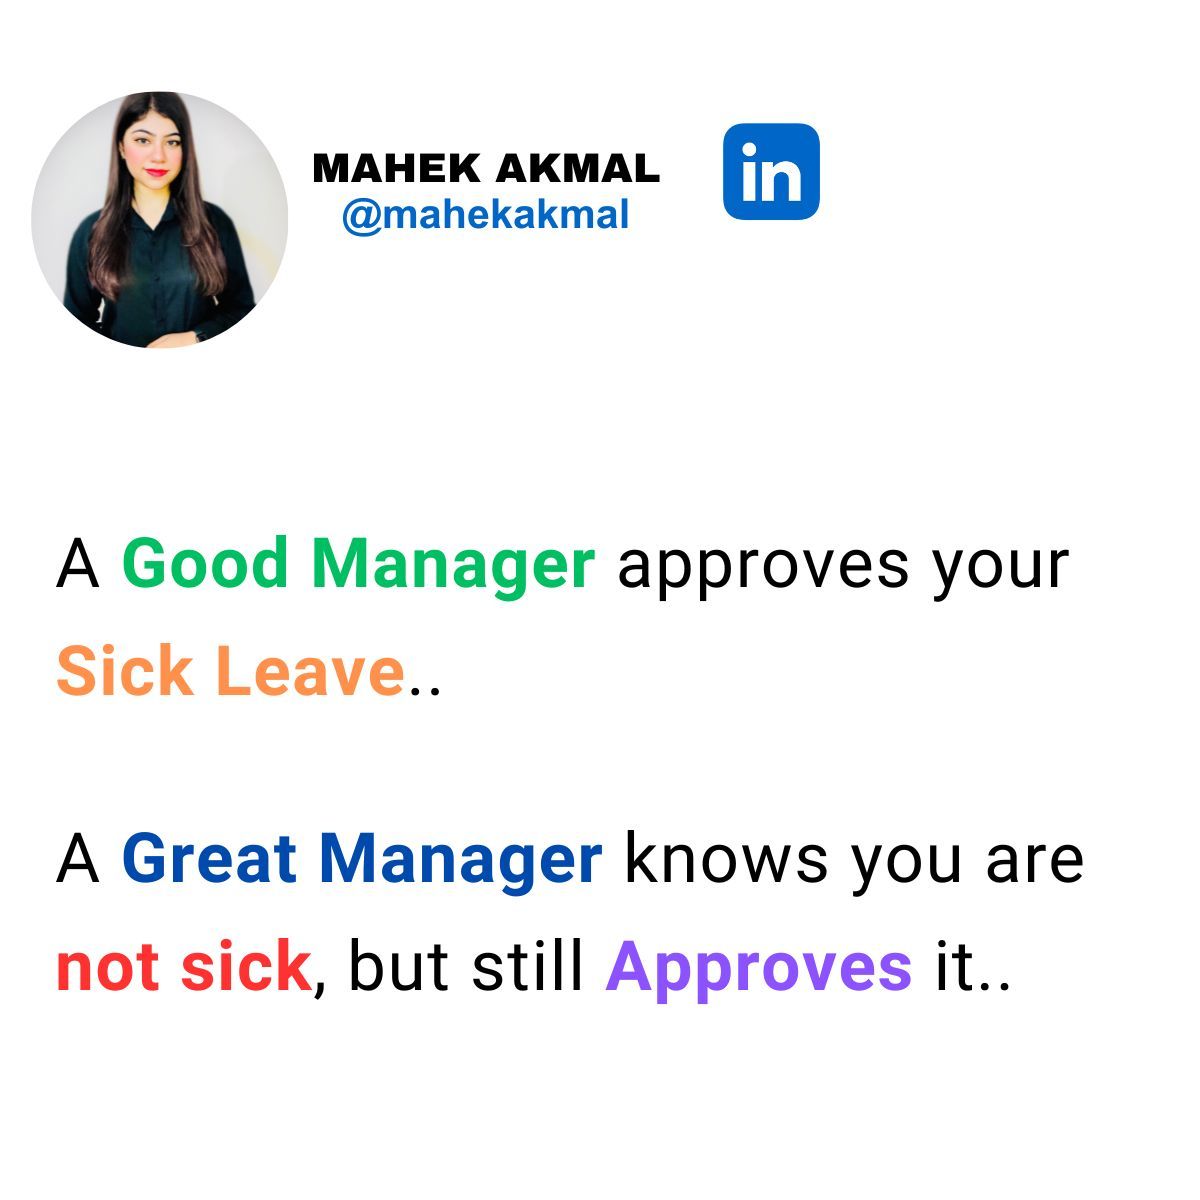 MAHEK AKMAL
@mahekakmal
in
A Good Manager approves your
Sick Leave..
A Great Manager knows you are
not sick, but still Approves it..